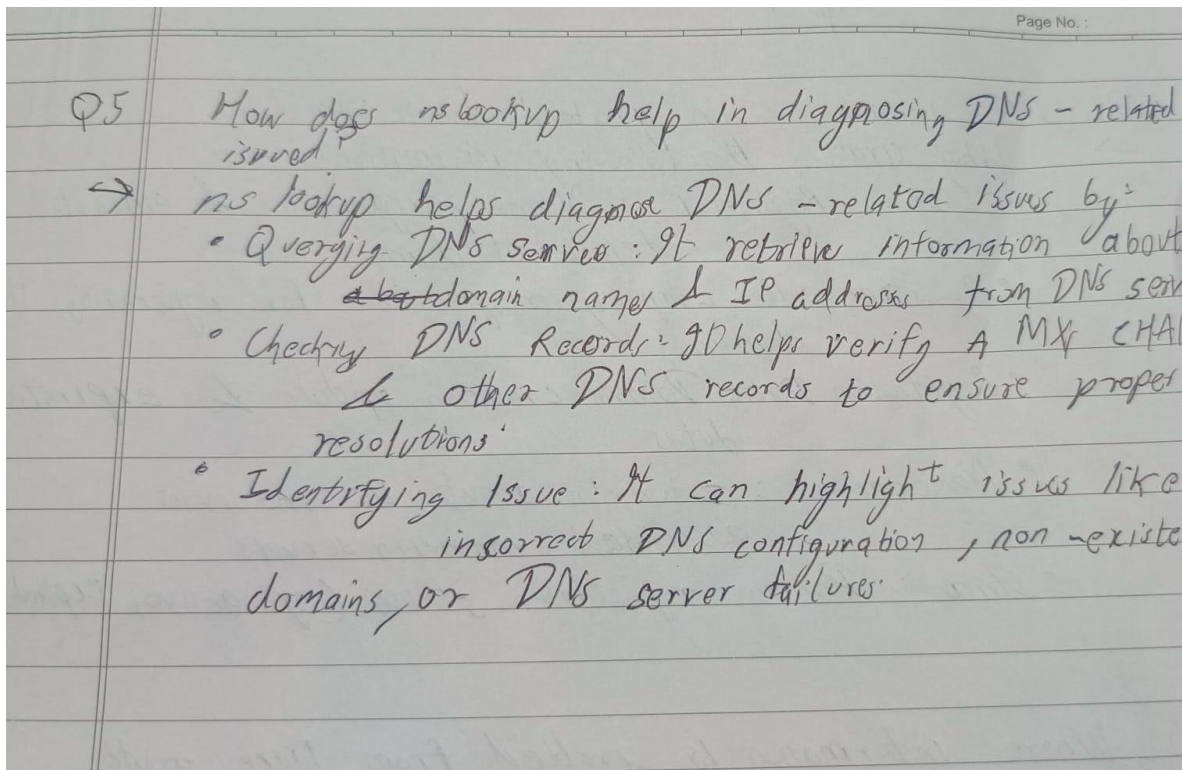 Page No. :
Q5 How does nslookup help in diagnosing DNS - related
issued?
→ ns lookup helps diagnose DNS - related issues by:
• Querying DNS Servers : It retrieve information about
domain names & IP addresses from DNS serv
• Checking DNS Records : It helps verify A MX, CNA
& other DNS records to ensure proper
resolutions.
• Identifying Issue : It can highlight issues like
incorrect DNS configuration, non-existe
domains, or DNS server failures.